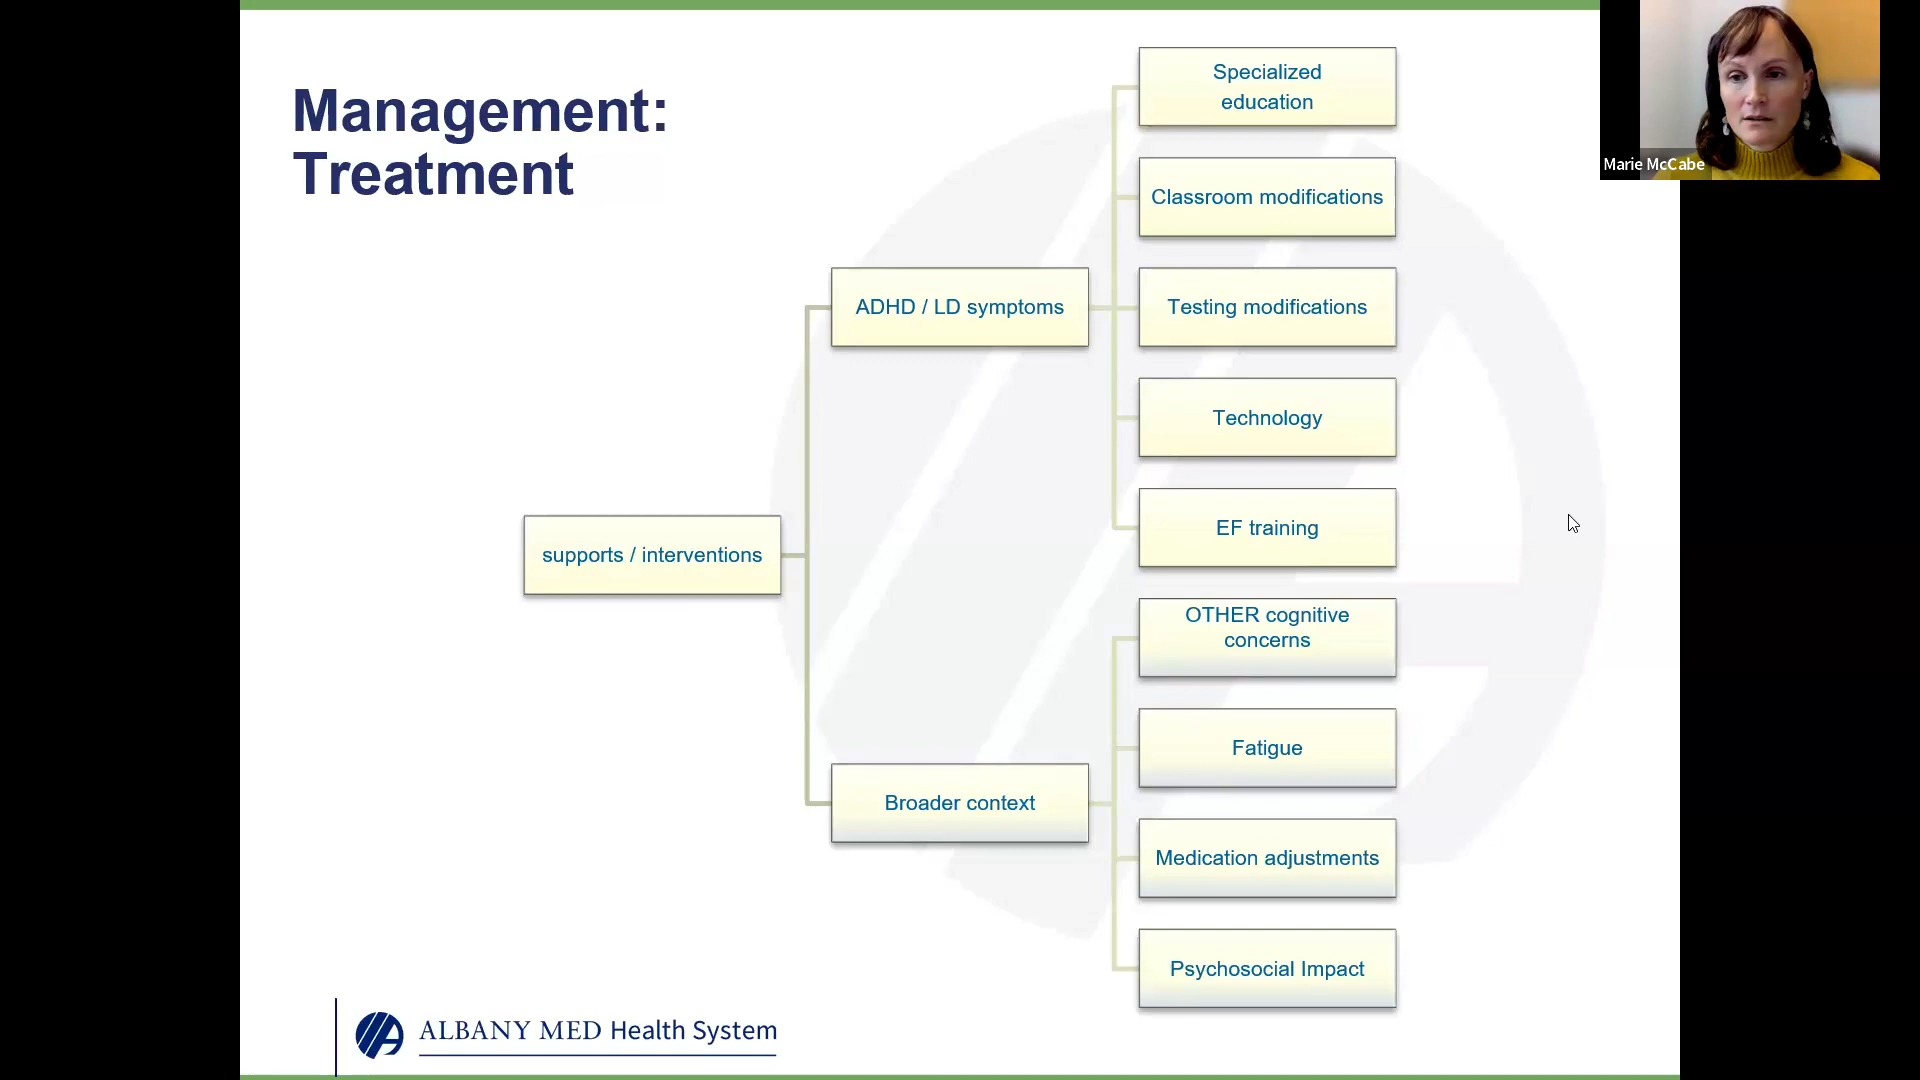 Management:
Treatment
Specialized
education
Classroom modifications
ADHD / LD symptoms
Testing modifications
Technology
EF training
supports / interventions
OTHER cognitive
concerns
Fatigue
Broader context
Medication adjustments
Psychosocial Impact
ALBANY MED Health System
Marie McCabe